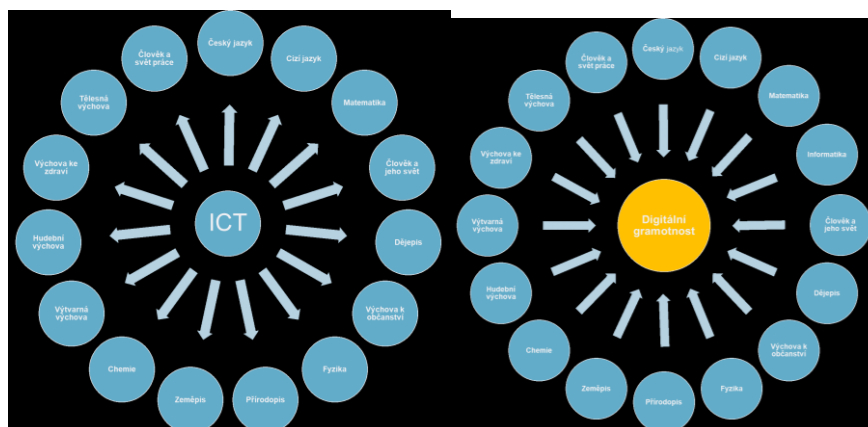 Český jazyk
Cizí jazyk
Matematika
Člověk a
jeho svět
Dějepis
Výchova k
občanství
Fyzika
Přírodopis
Zeměpis
Chemie
Výtvarná
výchova
Hudební
výchova
Výchova ke
zdraví
Tělesná
výchova
Člověk a
svět práce
ICT
Český jazyk
Cizí jazyk
Matematika
Informatika
Člověk a
jeho svět
Dějepis
Výchova k
občanství
Fyzika
Přírodopis
Zeměpis
Chemie
Hudební
výchova
Výtvarná
výchova
Výchova ke
zdraví
Tělesná
výchova
Člověk a
svět práce
Digitální
gramotnost